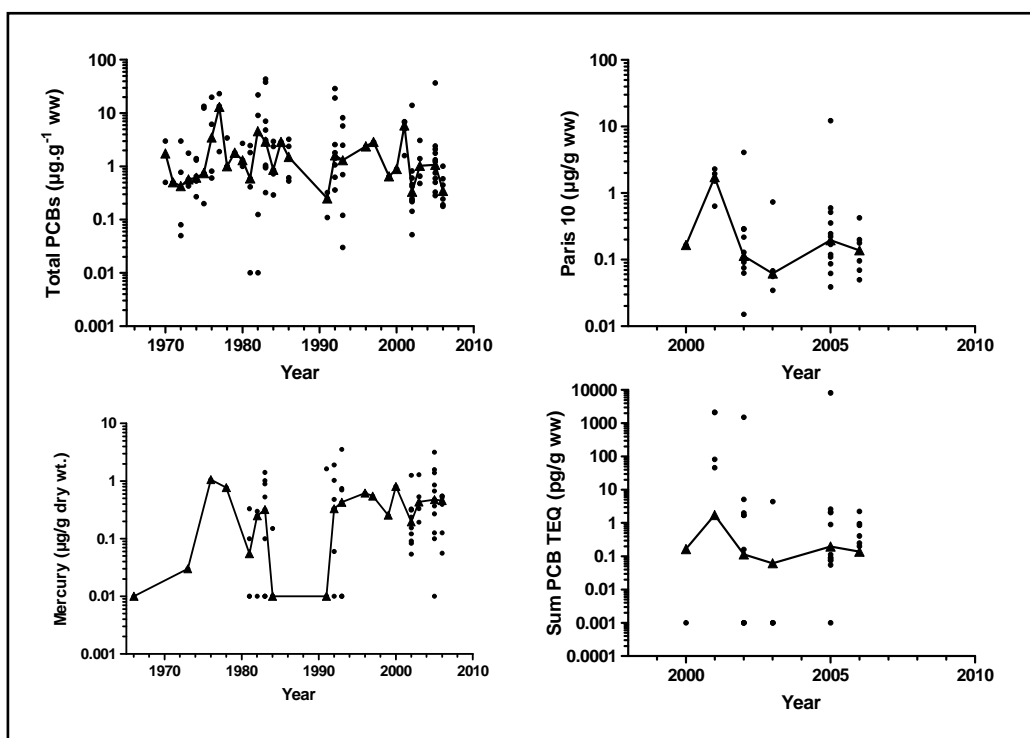 Total PCBs (µg.g⁻¹ ww)
100
10
1
0.1
0.01
0.001
1970 1980 1990 2000 2010
Year
Paris 10 (µg/g ww)
100
10
1
0.1
0.01
2000 2005 2010
Year
Mercury (µg/g dry wt.)
10
1
0.1
0.01
0.001
1970 1980 1990 2000 2010
Year
Sum PCB TEQ (pg/g ww)
10000
1000
100
10
1
0.1
0.01
0.001
0.0001
2000 2005 2010
Year